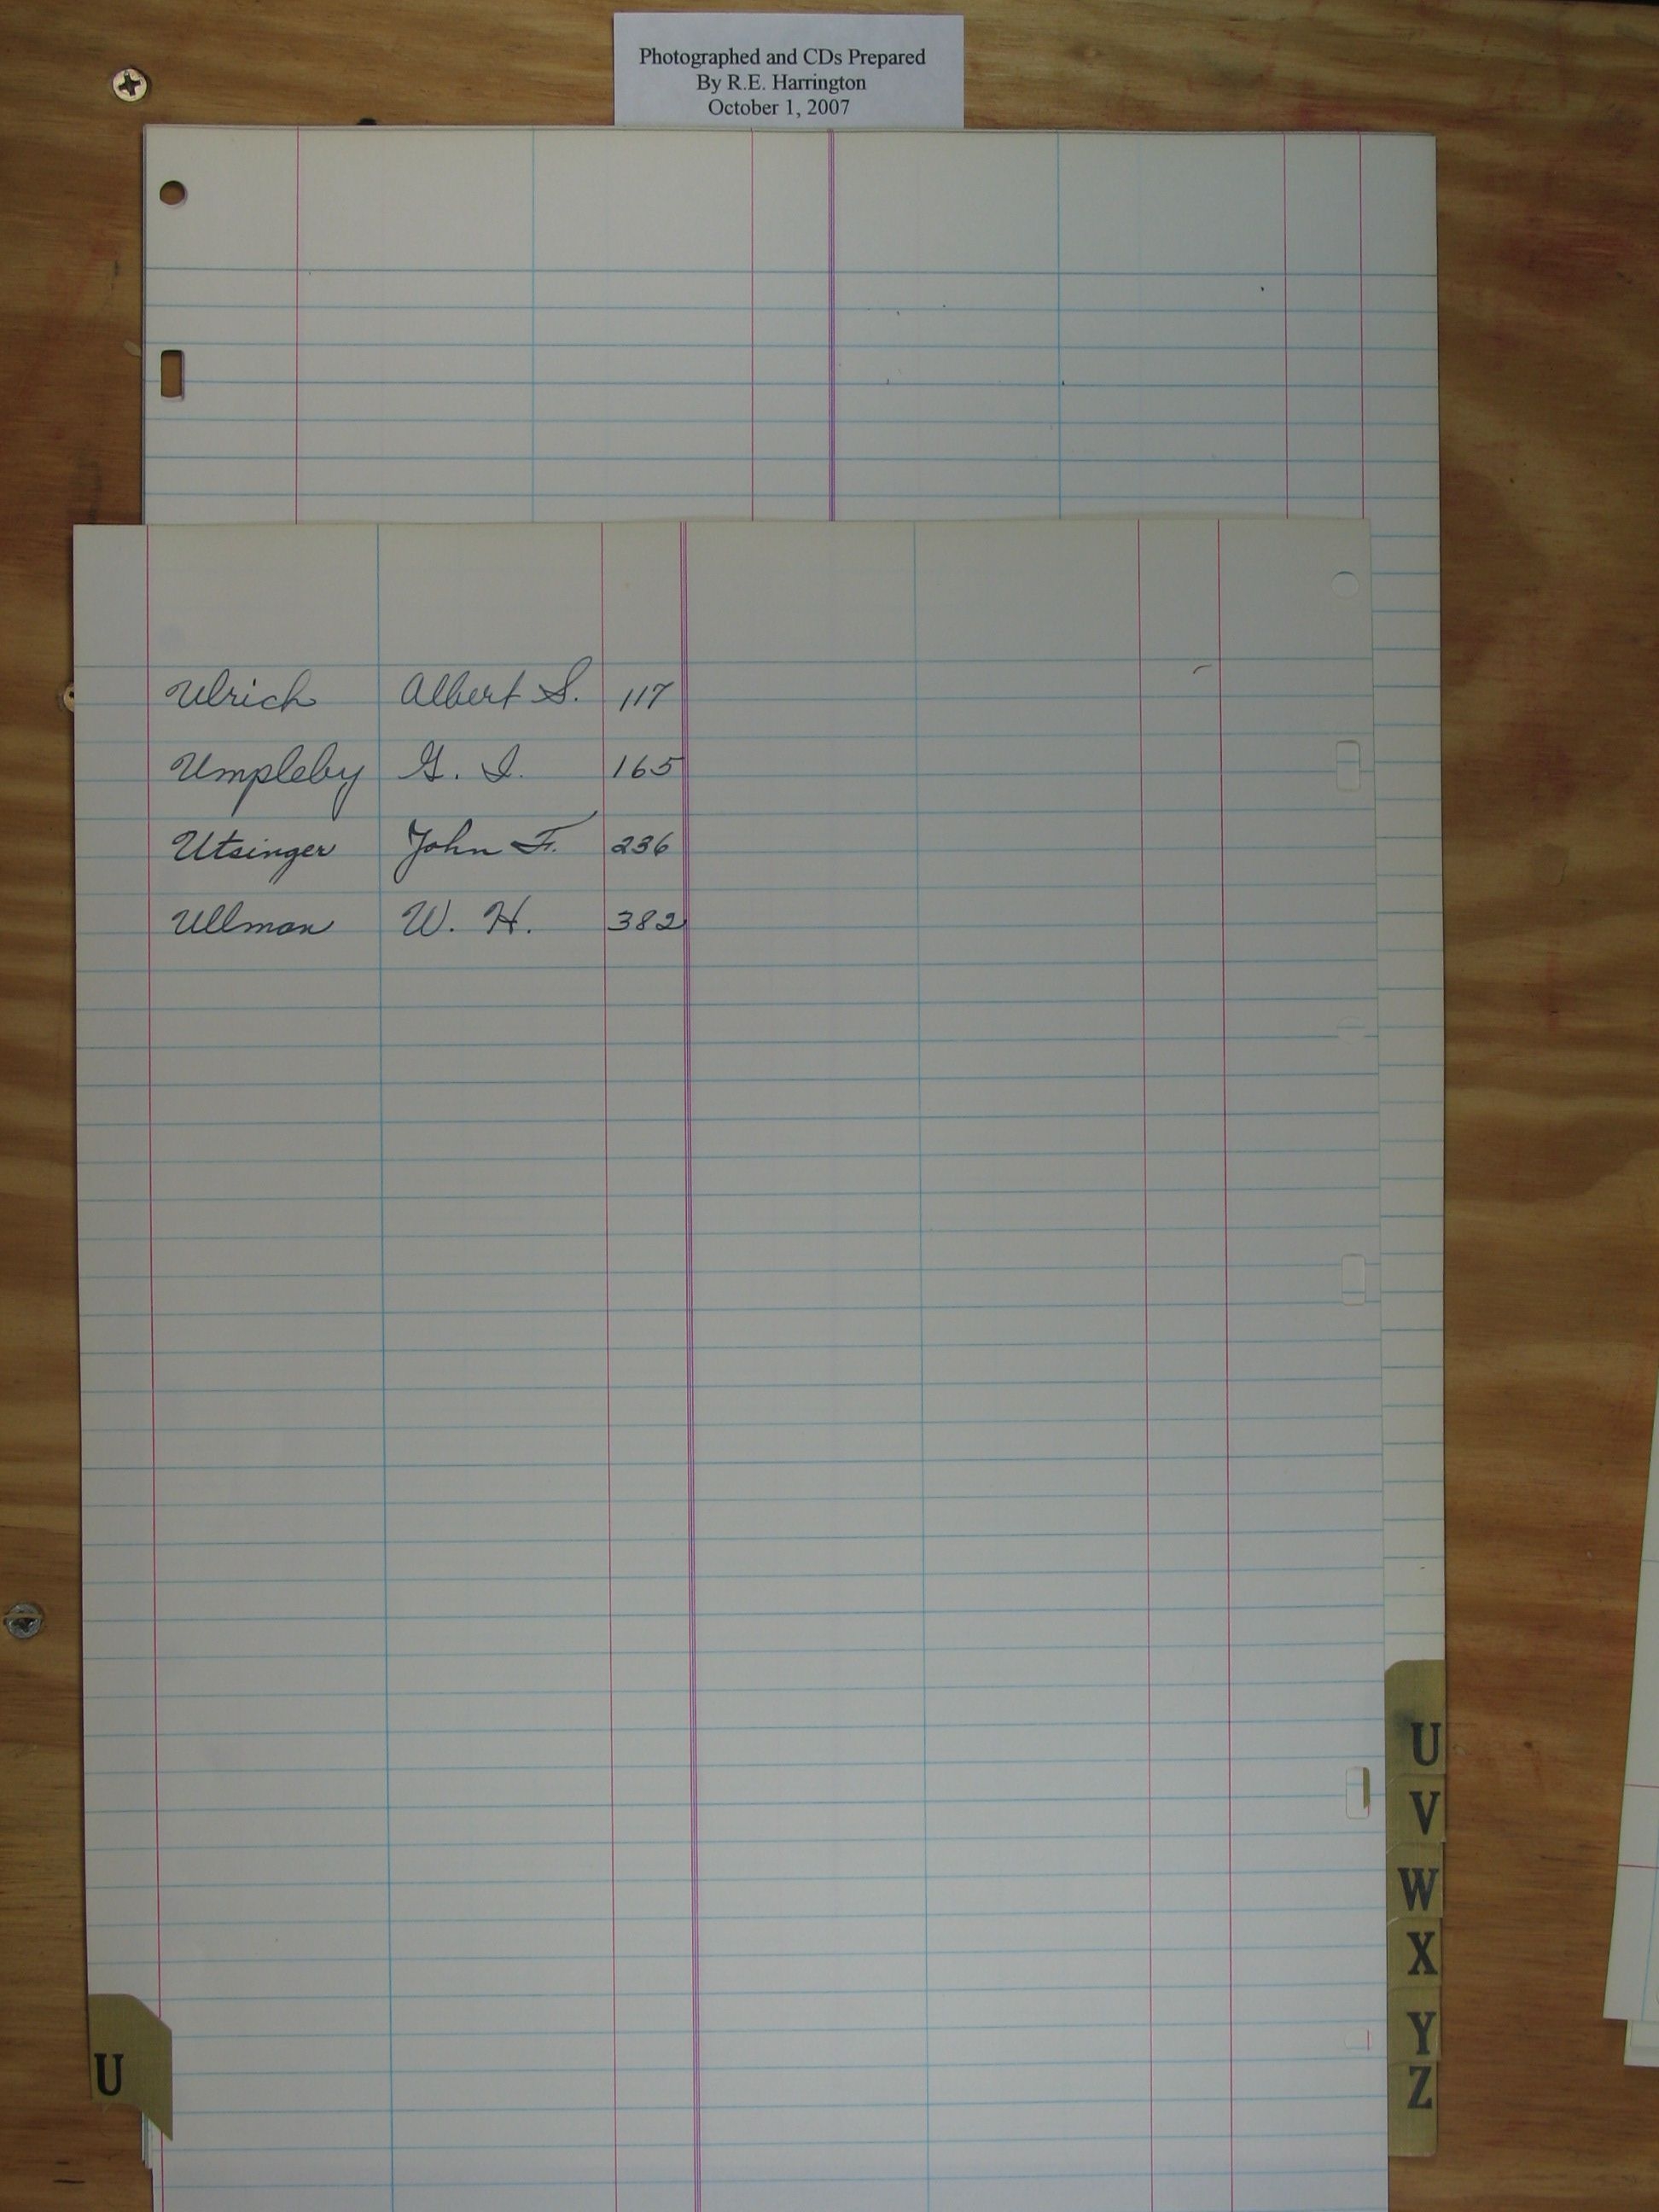 Photographed and CDs Prepared
By R.E. Harrington
October 1, 2007
Ulrich Albert S. 117
Umpleby G. I. 165
Utsinger John F. 236
Ullman W. H. 382
U
V
W
X
Y
Z
U